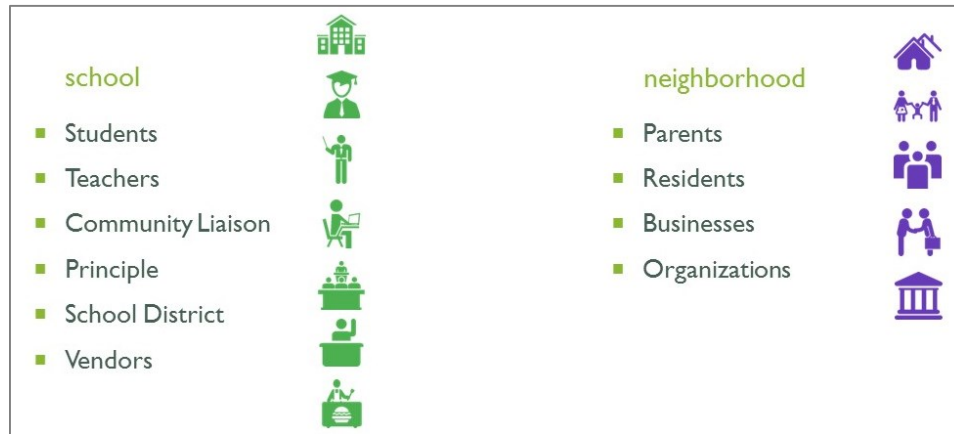 school
Students
Teachers
Community Liaison
Principle
School District
Vendors
neighborhood
Parents
Residents
Businesses
Organizations